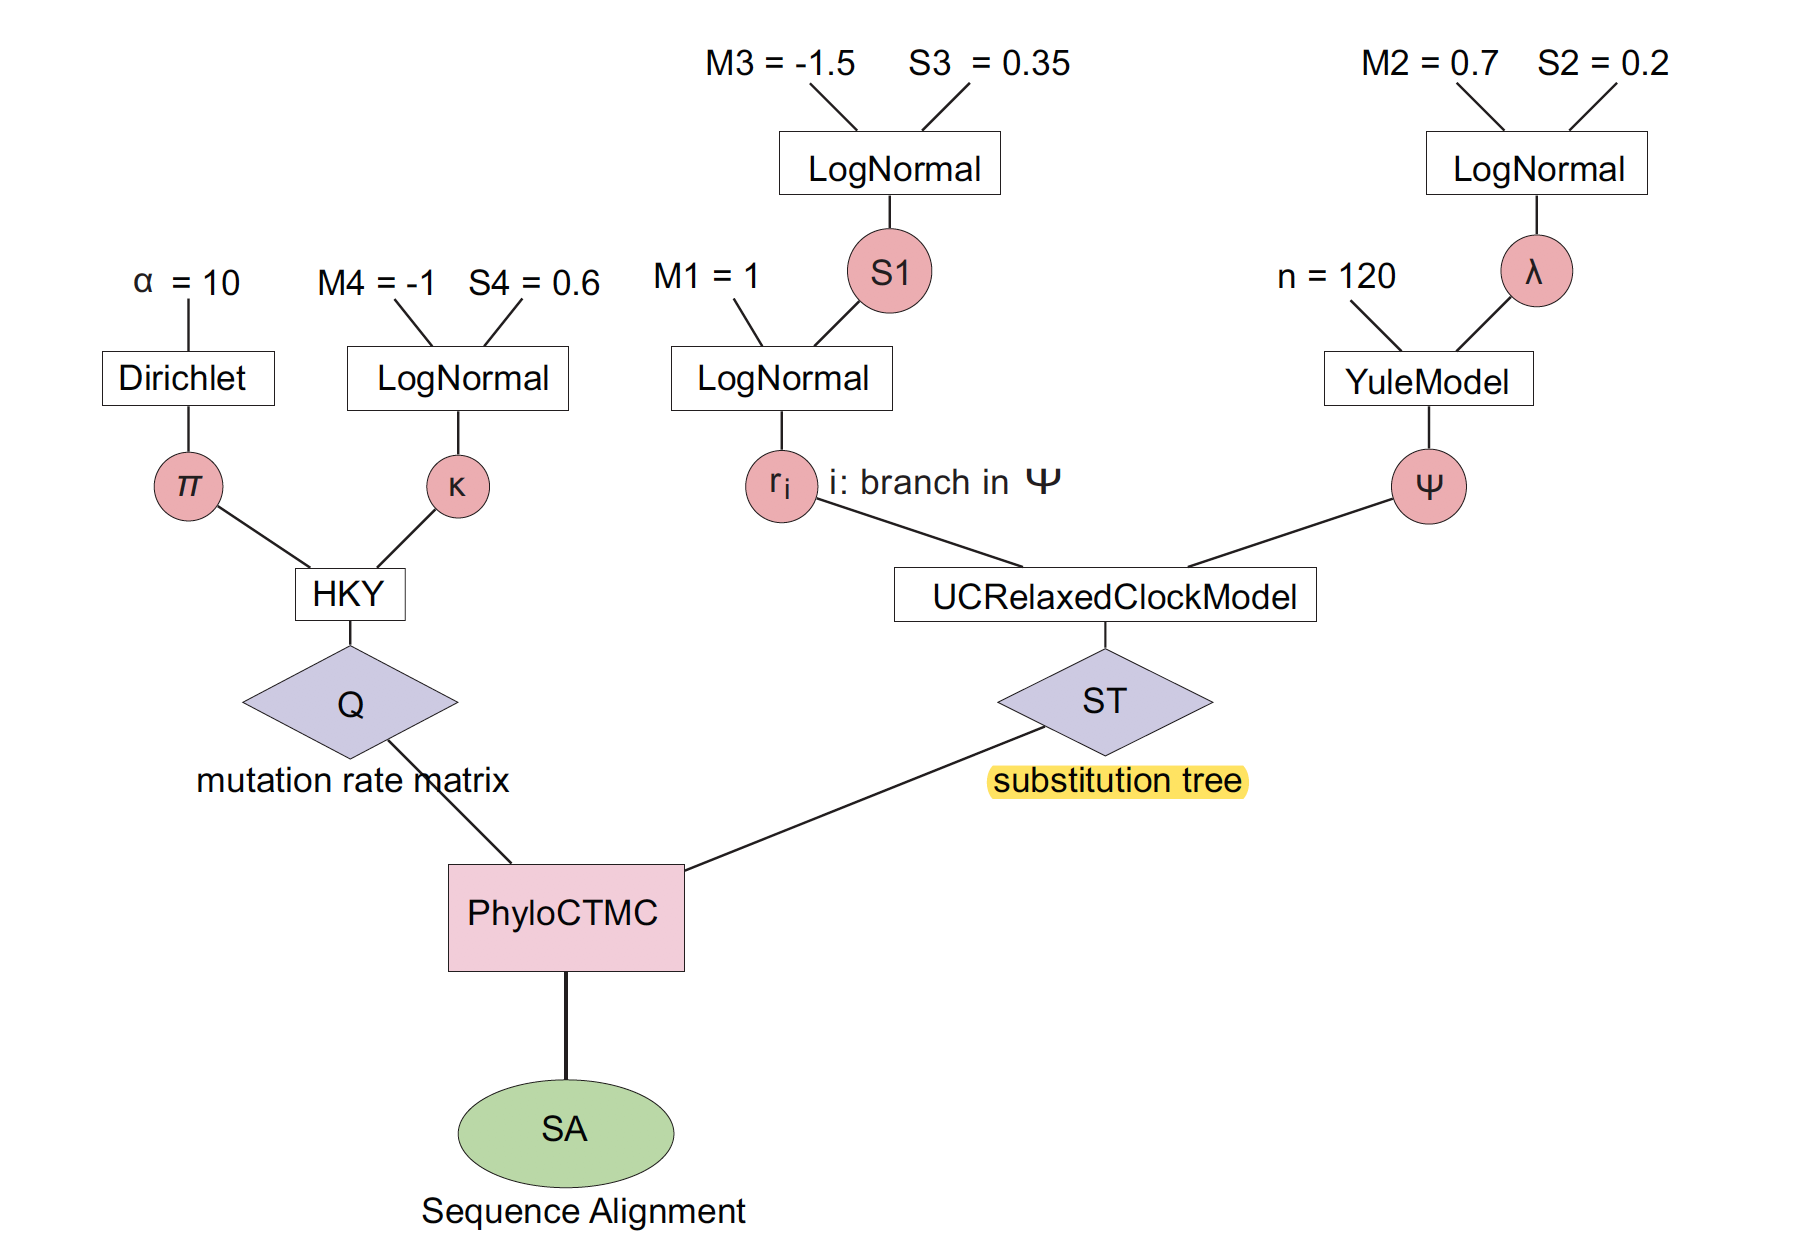 M3 = -1.5 S3 = 0.35 M2 = 0.7 S2 = 0.2
LogNormal LogNormal
S1 λ
α = 10 M4 = -1 S4 = 0.6 M1 = 1 n = 120
Dirichlet LogNormal LogNormal YuleModel
π κ ri i: branch in Ψ Ψ
HKY UCRelaxedClockModel
Q ST
mutation rate matrix substitution tree
PhyloCTMC
SA
Sequence Alignment